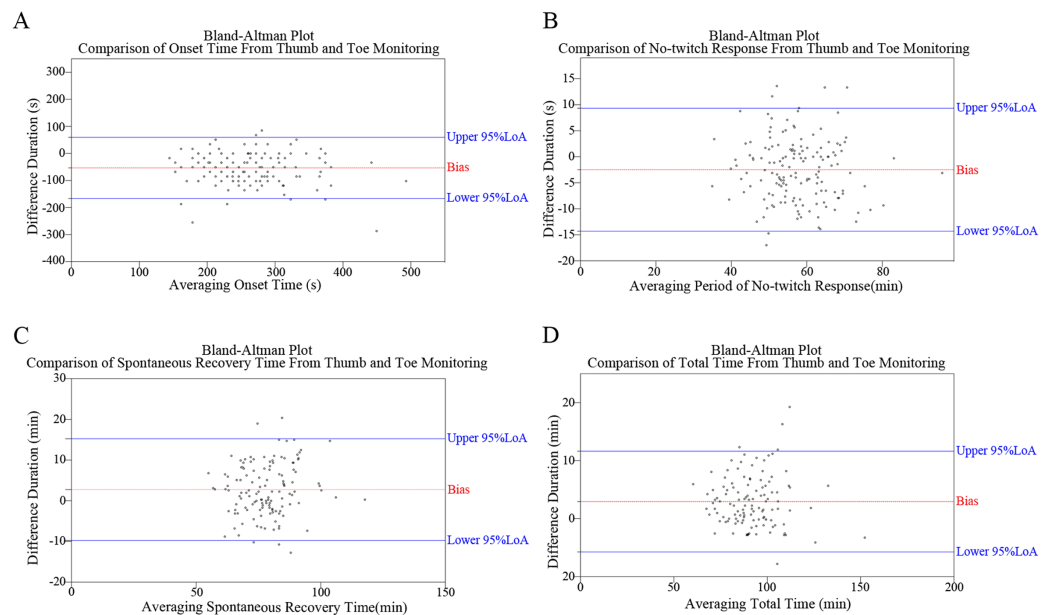 A
Bland-Altman Plot
Comparison of Onset Time From Thumb and Toe Monitoring
Difference Duration (s)
300
200
100
0
-100
-200
-300
-400
0 100 200 300 400 500
Averaging Onset Time (s)
Upper 95%LoA
Bias
Lower 95%LoA
B
Bland-Altman Plot
Comparison of No-twitch Response From Thumb and Toe Monitoring
Difference Duration (s)
15
10
5
0
-5
-10
-15
-20
0 20 40 60 80
Averaging Period of No-twitch Response(min)
Upper 95%LoA
Bias
Lower 95%LoA
C
Bland-Altman Plot
Comparison of Spontaneous Recovery Time From Thumb and Toe Monitoring
Difference Duration (min)
30
20
10
0
-10
-20
0 50 100 150
Averaging Spontaneous Recovery Time(min)
Upper 95%LoA
Bias
Lower 95%LoA
D
Bland-Altman Plot
Comparison of Total Time From Thumb and Toe Monitoring
Difference Duration (min)
20
10
0
20
0 50 100 150 200
Averaging Total Time (min)
Upper 95%LoA
Bias
Lower 95%LoA